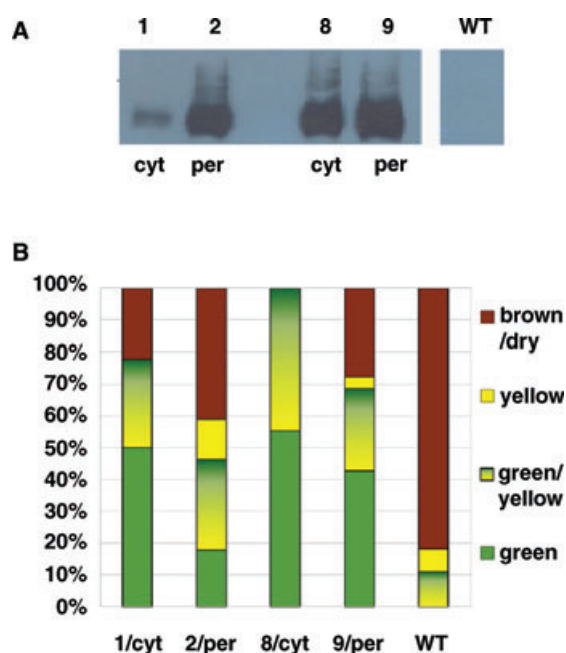 A
1 2 8 9 WT
cyt per cyt per
B
100%
90%
80%
70%
60%
50%
40%
30%
20%
10%
0%
brown
/dry
yellow
green/
yellow
green
1/cyt 2/per 8/cyt 9/per WT